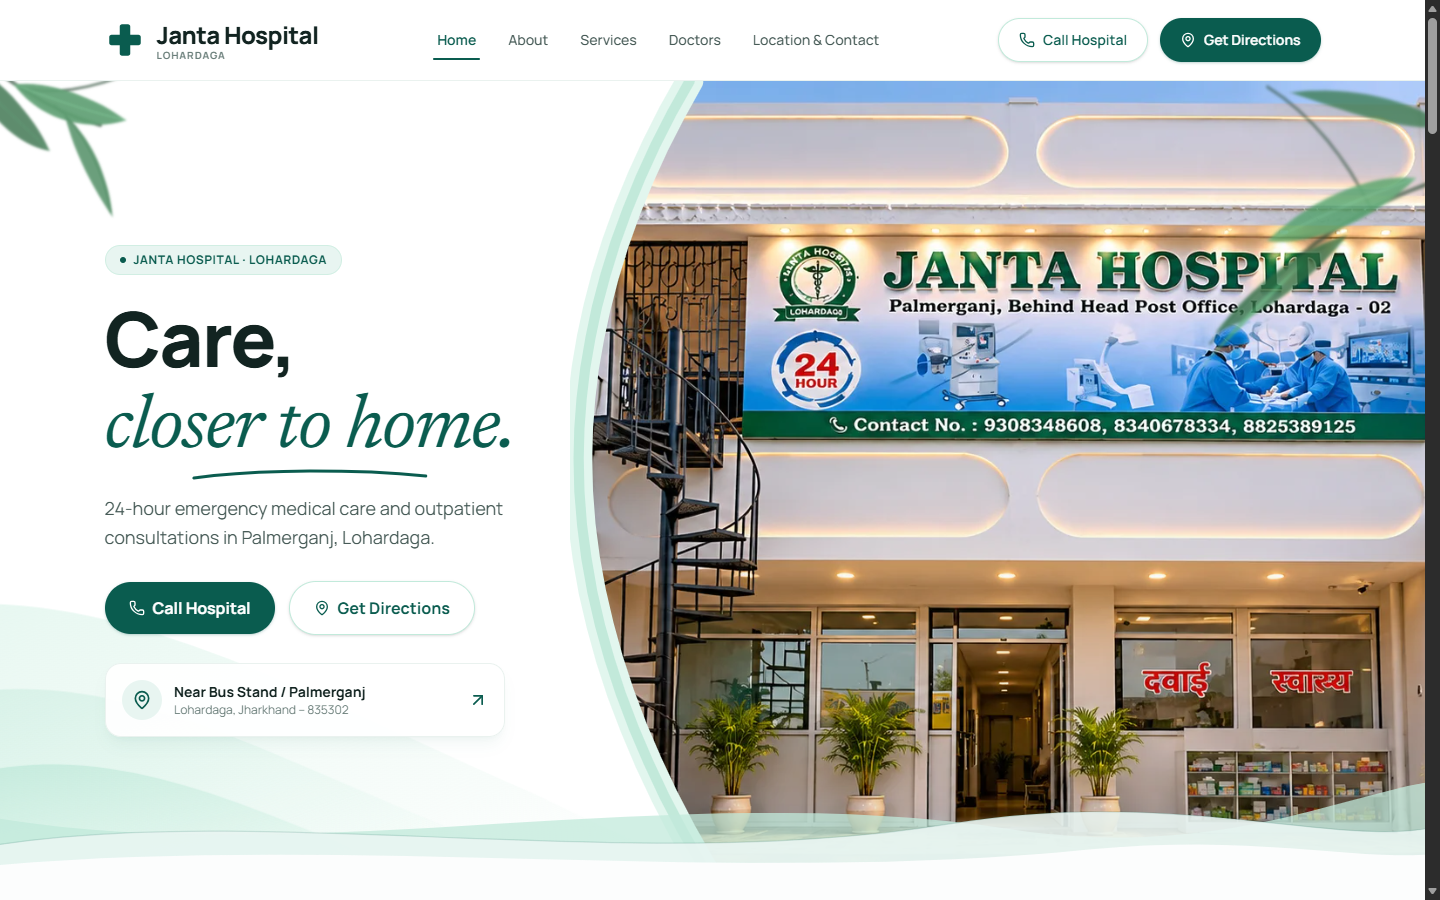 Janta Hospital
LOHARDAGA
Home
About
Services
Doctors
Location & Contact
Call Hospital
Get Directions
JANTA HOSPITAL · LOHARDAGA
Care,
closer to home.
24-hour emergency medical care and outpatient
consultations in Palmerganj, Lohardaga.
Call Hospital
Get Directions
Near Bus Stand / Palmerganj
Lohardaga, Jharkhand – 835302
JANTA HOSPITAL
LOHARDAGA
JANTA HOSPITAL
Palmerganj, Behind Head Post Office, Lohardaga - 02
24
HOUR
Contact No. : 9308348608, 8340678334, 8825389125
दवाई
स्वास्थ्य